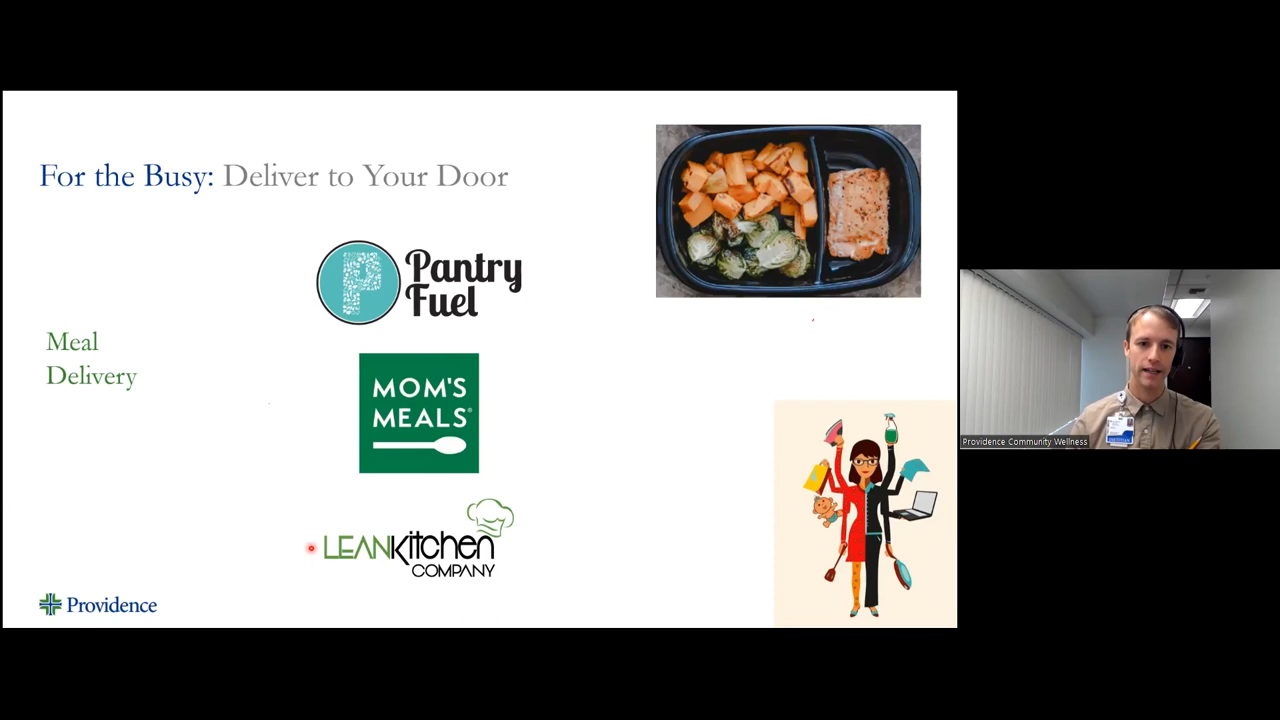 For the Busy: Deliver to Your Door
Pantry
Fuel
Meal
Delivery
MOM'S
MEALS®
LEANKitchen
COMPANY
Providence
Providence Community Wellness